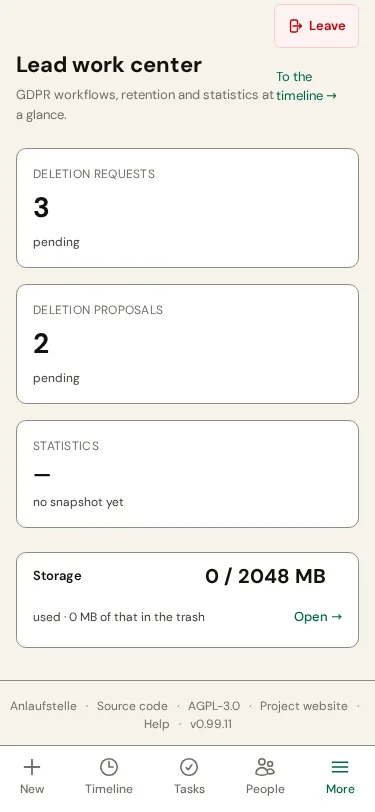 Leave
Lead work center
To the
timeline →
GDPR workflows, retention and statistics at
a glance.
DELETION REQUESTS
3
pending
DELETION PROPOSALS
2
pending
STATISTICS
—
no snapshot yet
Storage 0 / 2048 MB
used · 0 MB of that in the trash Open →
Anlaufstelle · Source code · AGPL-3.0 · Project website ·
Help · v0.99.11
New Timeline Tasks People More